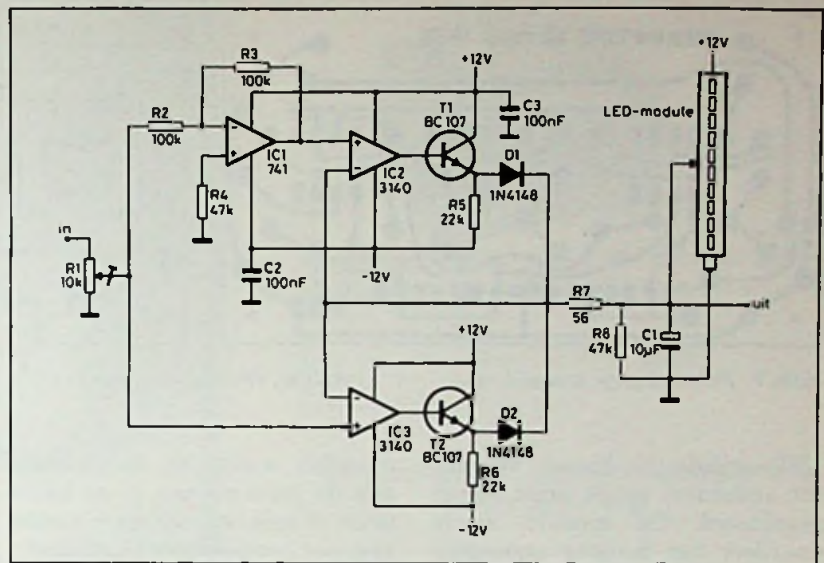 R3
100k
R2
100k
IC1
741
R4
47k
in
R1
10k
C2
100nF
IC2
3140
T1
BC107
+12V
C3
100nF
D1
1N4148
R5
22k
-12V
+12V
LED-module
R7
56
R8
47k
C1
10µF
uit
+12V
IC3
3140
T2
BC107
D2
1N4148
R6
22k
-12V